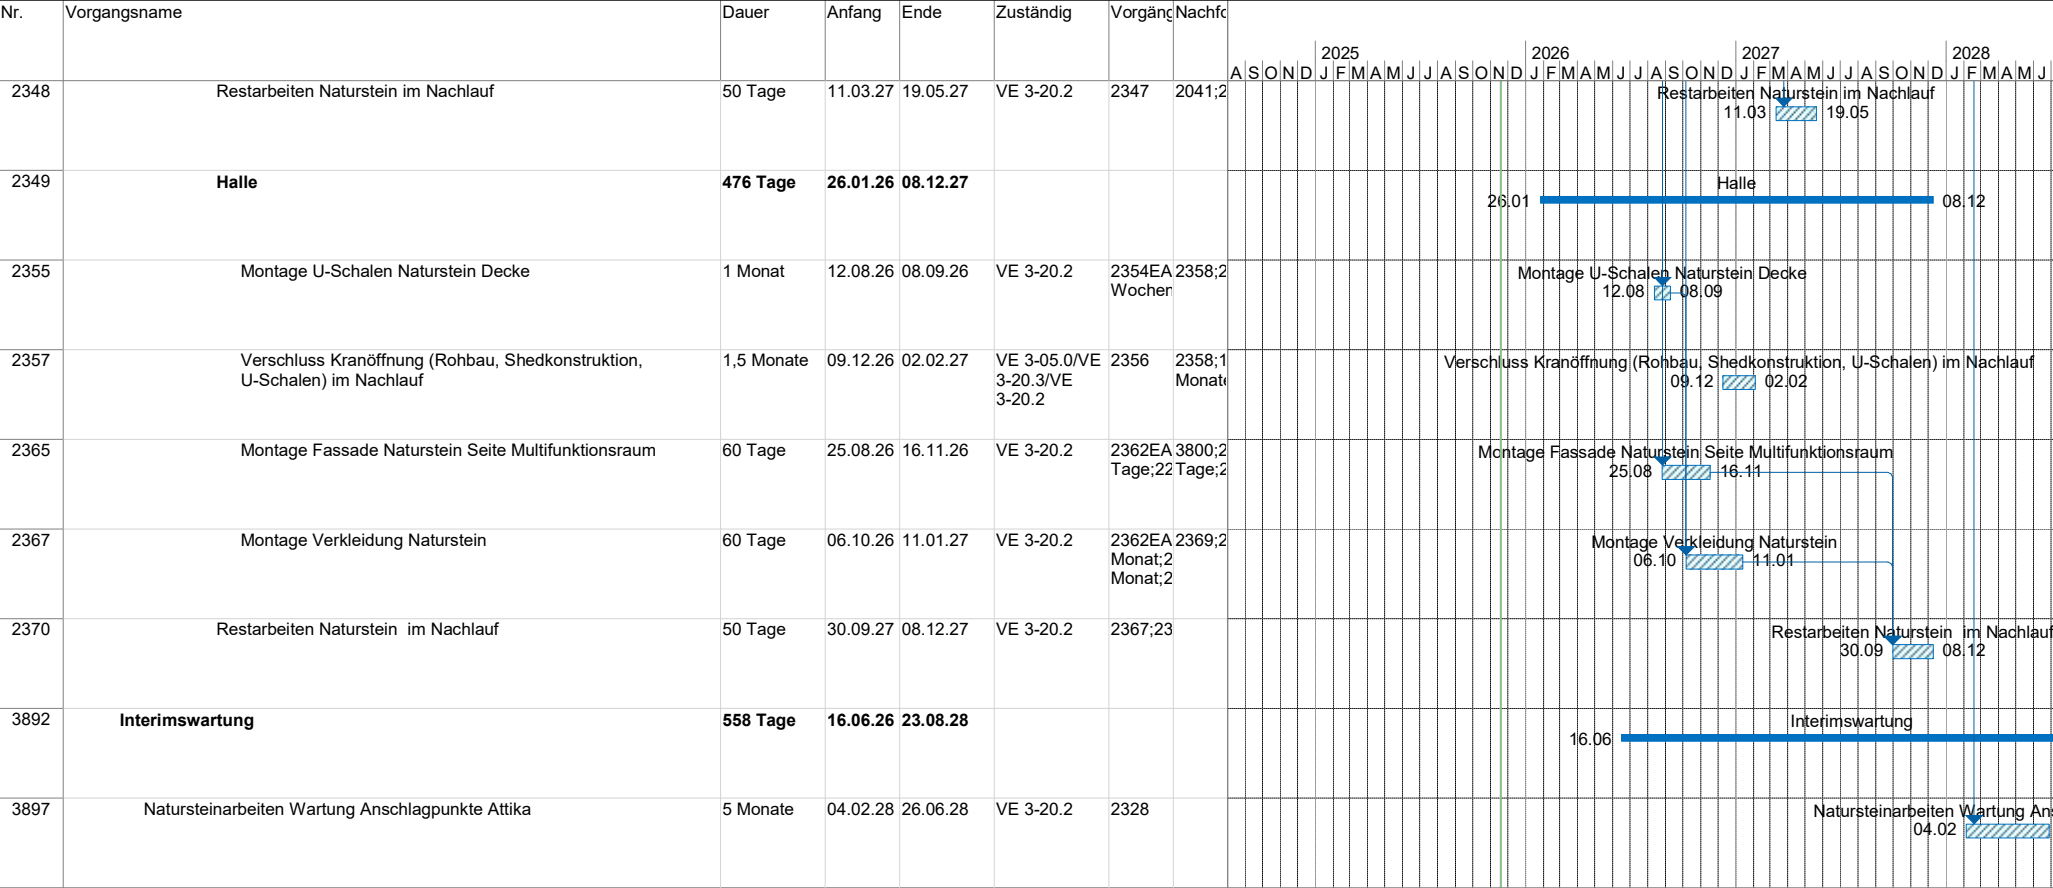 Nr. Vorgangsname Dauer Anfang Ende Zuständig Vorgäng Nachfo
2025 2026 2027 2028
A S O N D J F M A M J J A S O N D J F M A M J J A S O N D J F M A M J J A S O N D J F M A M J
2348 Restarbeiten Naturstein im Nachlauf 50 Tage 11.03.27 19.05.27 VE 3-20.2 2347 2041;2
Restarbeiten Naturstein im Nachlauf
11.03 19.05
2349 Halle 476 Tage 26.01.26 08.12.27
Halle
26.01 08.12
2355 Montage U-Schalen Naturstein Decke 1 Monat 12.08.26 08.09.26 VE 3-20.2 2354EA 2358;2
Wochen
Montage U-Schalen Naturstein Decke
12.08 08.09
2357 Verschluss Kranöffnung (Rohbau, Shedkonstruktion, 1,5 Monate 09.12.26 02.02.27 VE 3-05.0/VE 2356 2358;1
U-Schalen) im Nachlauf 3-20.3/VE Monate
3-20.2
Verschluss Kranöffnung (Rohbau, Shedkonstruktion, U-Schalen) im Nachlauf
09.12 02.02
2365 Montage Fassade Naturstein Seite Multifunktionsraum 60 Tage 25.08.26 16.11.26 VE 3-20.2 2362EA 3800;2
Tage;22 Tage;2
Montage Fassade Naturstein Seite Multifunktionsraum
25.08 16.11
2367 Montage Verkleidung Naturstein 60 Tage 06.10.26 11.01.27 VE 3-20.2 2362EA 2369;2
Monat;2
Monat;2
Montage Verkleidung Naturstein
06.10 11.01
2370 Restarbeiten Naturstein im Nachlauf 50 Tage 30.09.27 08.12.27 VE 3-20.2 2367;23
Restarbeiten Naturstein im Nachlauf
30.09 08.12
3892 Interimswartung 558 Tage 16.06.26 23.08.28
Interimswartung
16.06
3897 Natursteinarbeiten Wartung Anschlagpunkte Attika 5 Monate 04.02.28 26.06.28 VE 3-20.2 2328
Natursteinarbeiten Wartung Ans
04.02